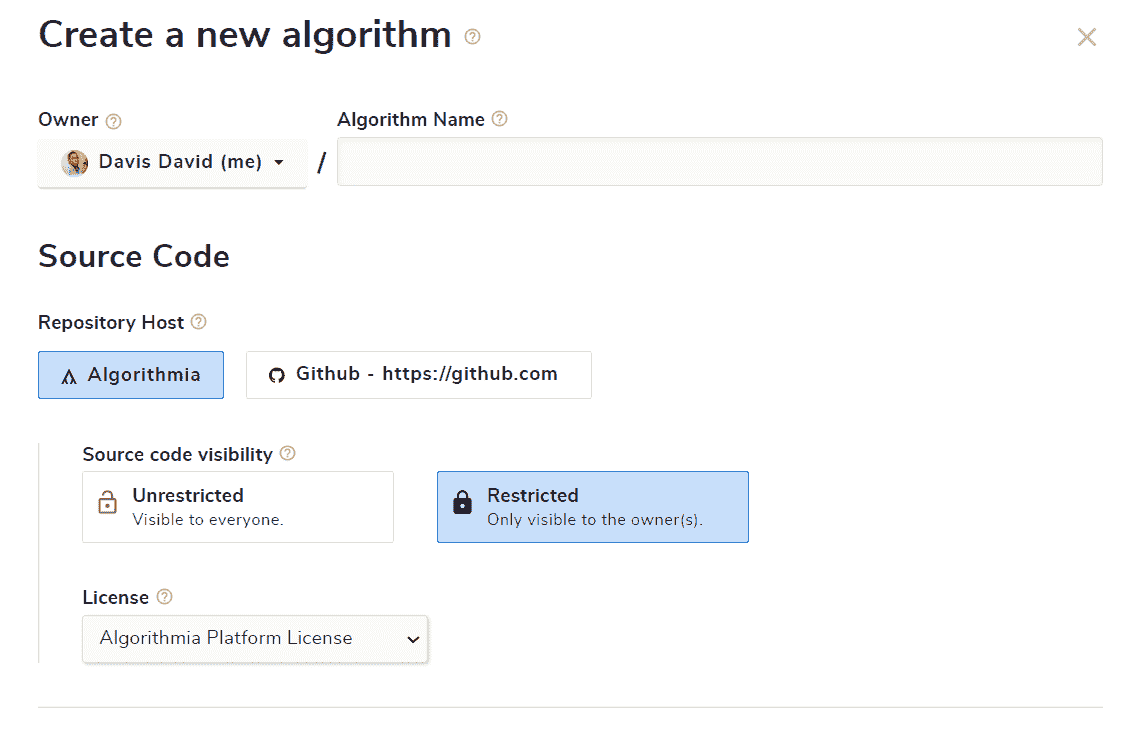 Create a new algorithm
Owner
Algorithm Name
Davis David (me)
/
Source Code
Repository Host
Algorithmia
Github - https://github.com
Source code visibility
Unrestricted
Visible to everyone.
Restricted
Only visible to the owner(s).
License
Algorithmia Platform License